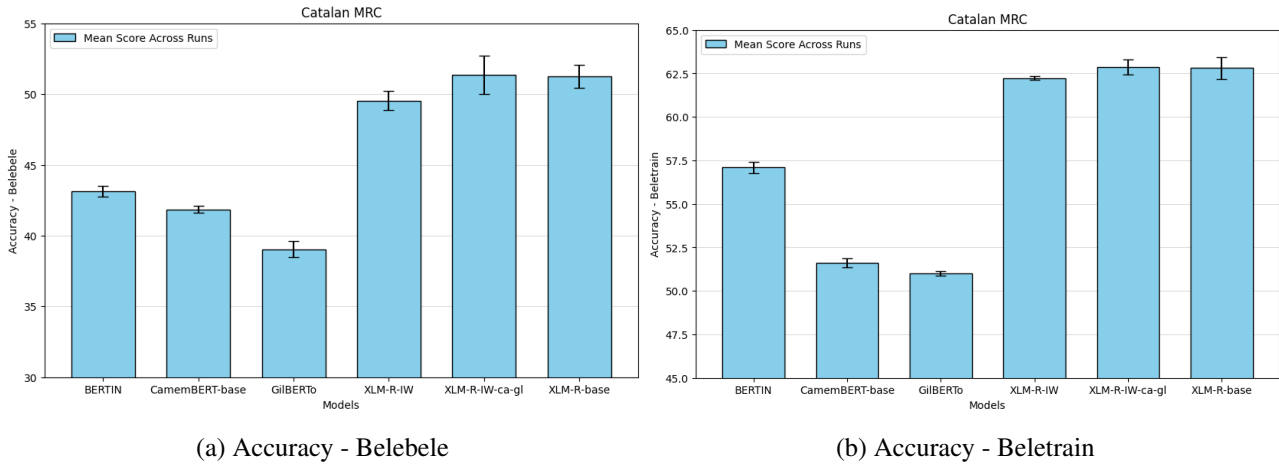 Catalan MRC
Mean Score Across Runs
Accuracy - Belebele
55
50
45
40
35
30
BERTIN CamemBERT-base GilBERTo XLM-R-IW XLM-R-IW-ca-gl XLM-R-base
Models
(a) Accuracy - Belebele
Catalan MRC
Mean Score Across Runs
Accuracy - Beletrain
65.0
62.5
60.0
57.5
55.0
52.5
50.0
47.5
45.0
BERTIN CamemBERT-base GilBERTo XLM-R-IW XLM-R-IW-ca-gl XLM-R-base
Models
(b) Accuracy - Beletrain